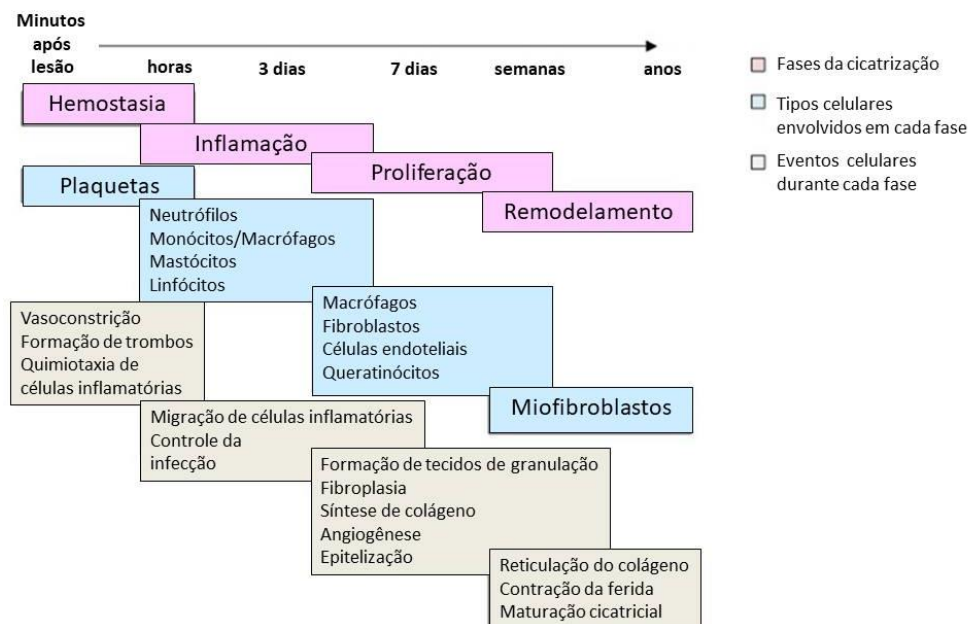 Minutos
após
lesão
horas
3 dias
7 dias
semanas
anos
Fases da cicatrização
Tipos celulares
envolvidos em cada fase
Eventos celulares
durante cada fase
Hemostasia
Inflamação
Proliferação
Remodelamento
Plaquetas
Neutrófilos
Monócitos/Macrófagos
Mastócitos
Linfócitos
Macrófagos
Fibroblastos
Células endoteliais
Queratinócitos
Miofibroblastos
Vasoconstrição
Formação de trombos
Quimiotaxia de
células inflamatórias
Migração de células inflamatórias
Controle da
infecção
Formação de tecidos de granulação
Fibroplasia
Síntese de colágeno
Angiogênese
Epitelização
Reticulação do colágeno
Contração da ferida
Maturação cicatricial